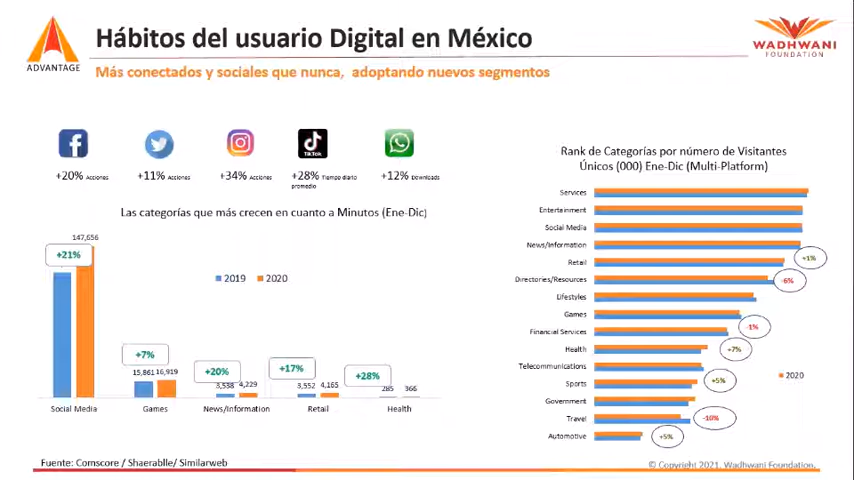 Hábitos del usuario Digital en México
ADVANTAGE
WADHWANI
FOUNDATION
Más conectados y sociales que nunca, adoptando nuevos segmentos
TikTok
+20% Acciones
+11% Acciones
+34% Acciones
+28% Tiempo diario
promedio
+12% Downloads
Las categorías que más crecen en cuanto a Minutos (Ene-Dic)
147,656
+21%
2019 2020
+7%
15,861 16,919
+20%
3,538 4,229
+17%
3,552 4,165
+28%
285 366
Social Media Games News/Information Retail Health
Rank de Categorías por número de Visitantes
Únicos (000) Ene-Dic (Multi-Platform)
Services
Entertainment
Social Media
News/Information
Retail +1%
Directories/Resources -6%
Lifestyles
Games
Financial Services -1%
Health +7%
Telecommunications
2020
Sports +5%
Government
Travel -10%
Automotive +5%
Fuente: Comscore / Shaerablle/ Similarweb
© Copyright 2021. Wadhwani Foundation.